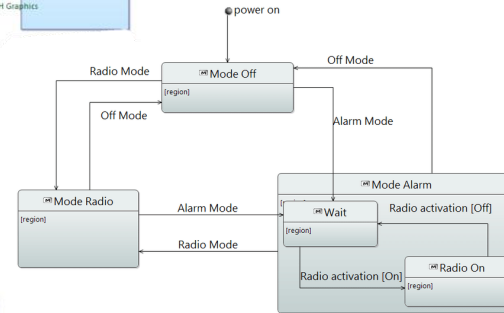 H Graphics
power on
Mode Off
[region]
Radio Mode
Off Mode
Off Mode
Alarm Mode
Mode Alarm
Mode Radio
[region]
Alarm Mode
Radio Mode
Wait
[region]
Radio activation [Off]
Radio activation [On]
Radio On
[region]